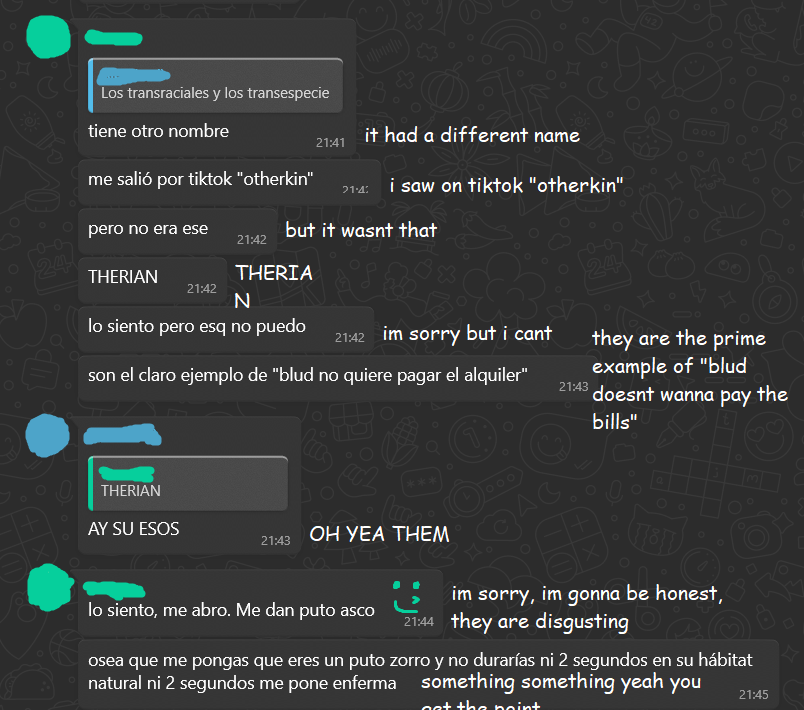 Los transraciales y los transespecie
tiene otro nombre
21:41
it had a different name
me salió por tiktok "otherkin"
i saw on tiktok "otherkin"
pero no era ese
21:42
but it wasnt that
THERIAN
21:42
THERIA
N
lo siento pero esq no puedo
21:42
im sorry but i cant
son el claro ejemplo de "blud no quiere pagar el alquiler"
21:43
they are the prime
example of "blud
doesnt wanna pay the
bills"
THERIAN
AY SU ESOS
21:43
OH YEA THEM
lo siento, me abro. Me dan puto asco
21:44
im sorry, im gonna be honest,
they are disgusting
osea que me pongas que eres un puto zorro y no durarías ni 2 segundos en su hábitat
natural ni 2 segundos me pone enferma
21:45
something something yeah you
get the point